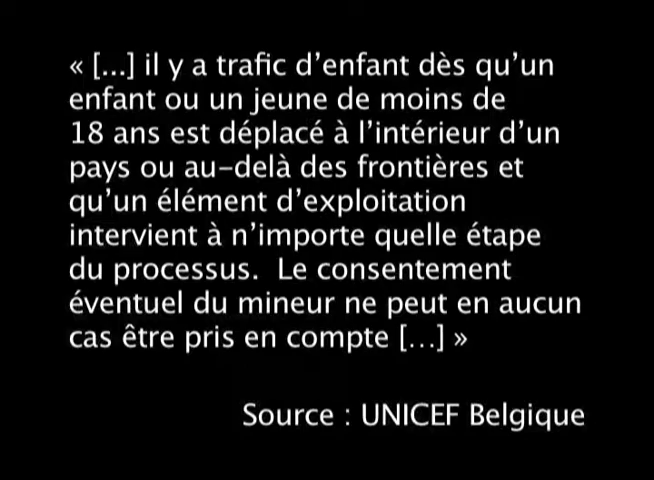 « [...] il y a trafic d’enfant dès qu’un
enfant ou un jeune de moins de
18 ans est déplacé à l’intérieur d’un
pays ou au-delà des frontières et
qu’un élément d’exploitation
intervient à n’importe quelle étape
du processus.  Le consentement
éventuel du mineur ne peut en aucun
cas être pris en compte [...] »
Source : UNICEF Belgique